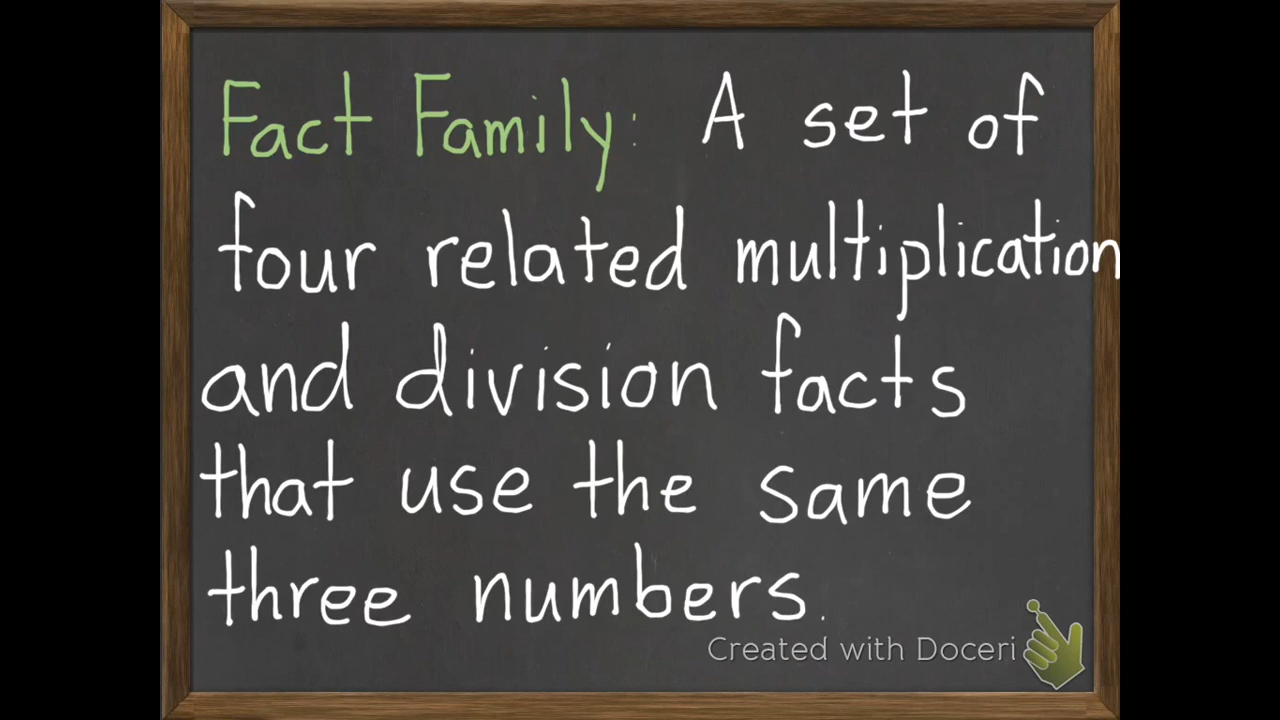 Fact Family: A set of
four related multiplication
and division facts
that use the same
three numbers.
Created with Doceri